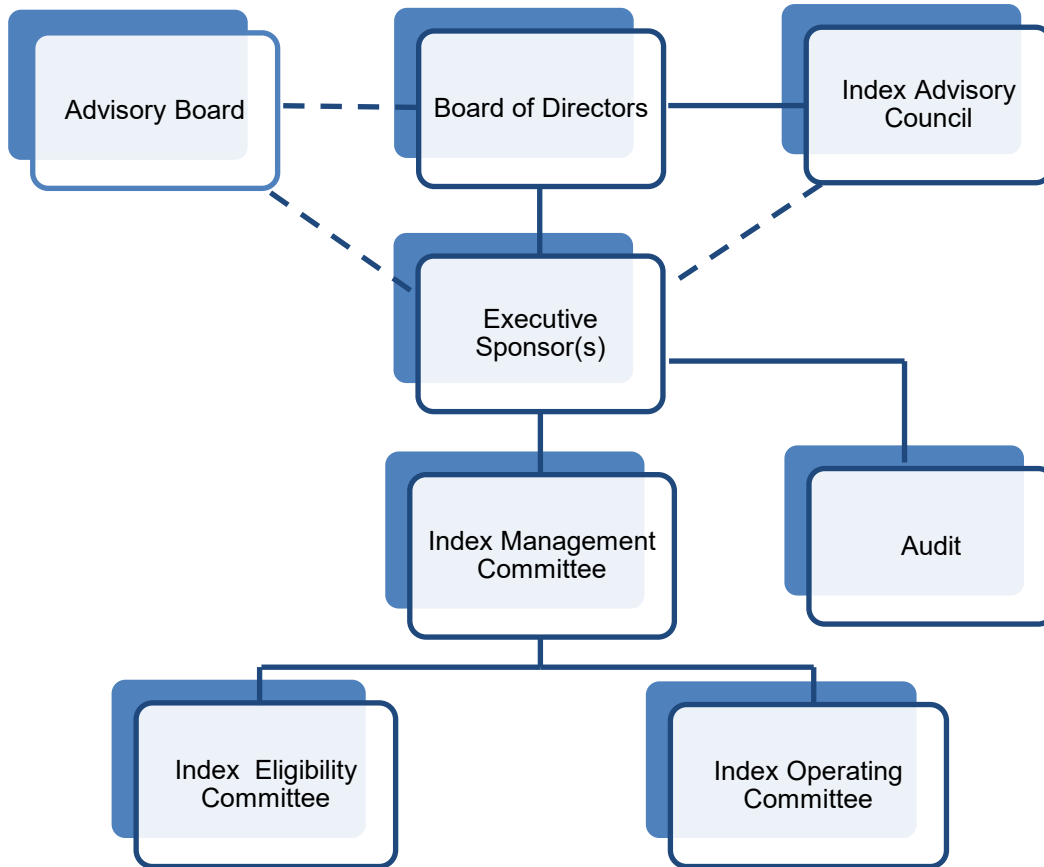 Advisory Board
Board of Directors
Index Advisory
Council
Executive
Sponsor(s)
Index Management
Committee
Audit
Index  Eligibility
Committee
Index Operating
Committee